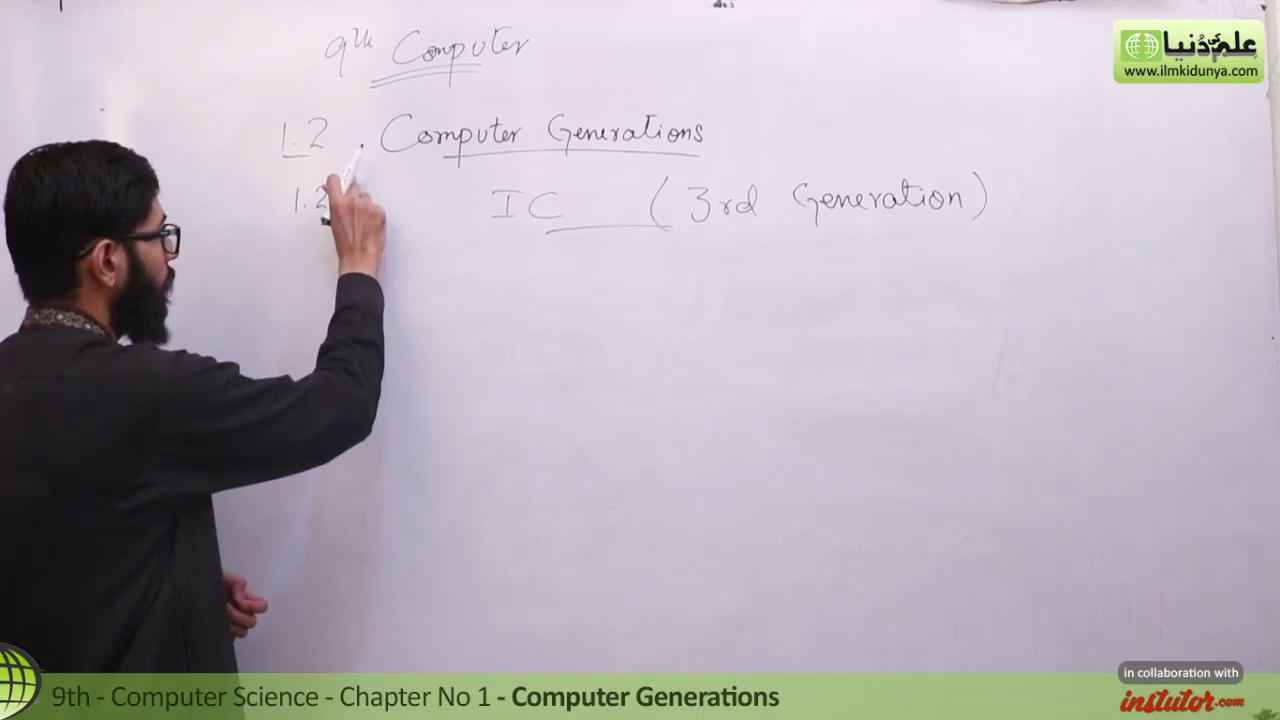 9th Computer
1.2 Computer Generations
1.2 IC (3rd Generation)
علم کی دنیا
www.ilmkidunya.com
in collaboration with
instutor.com
9th - Computer Science - Chapter No 1 - Computer Generations